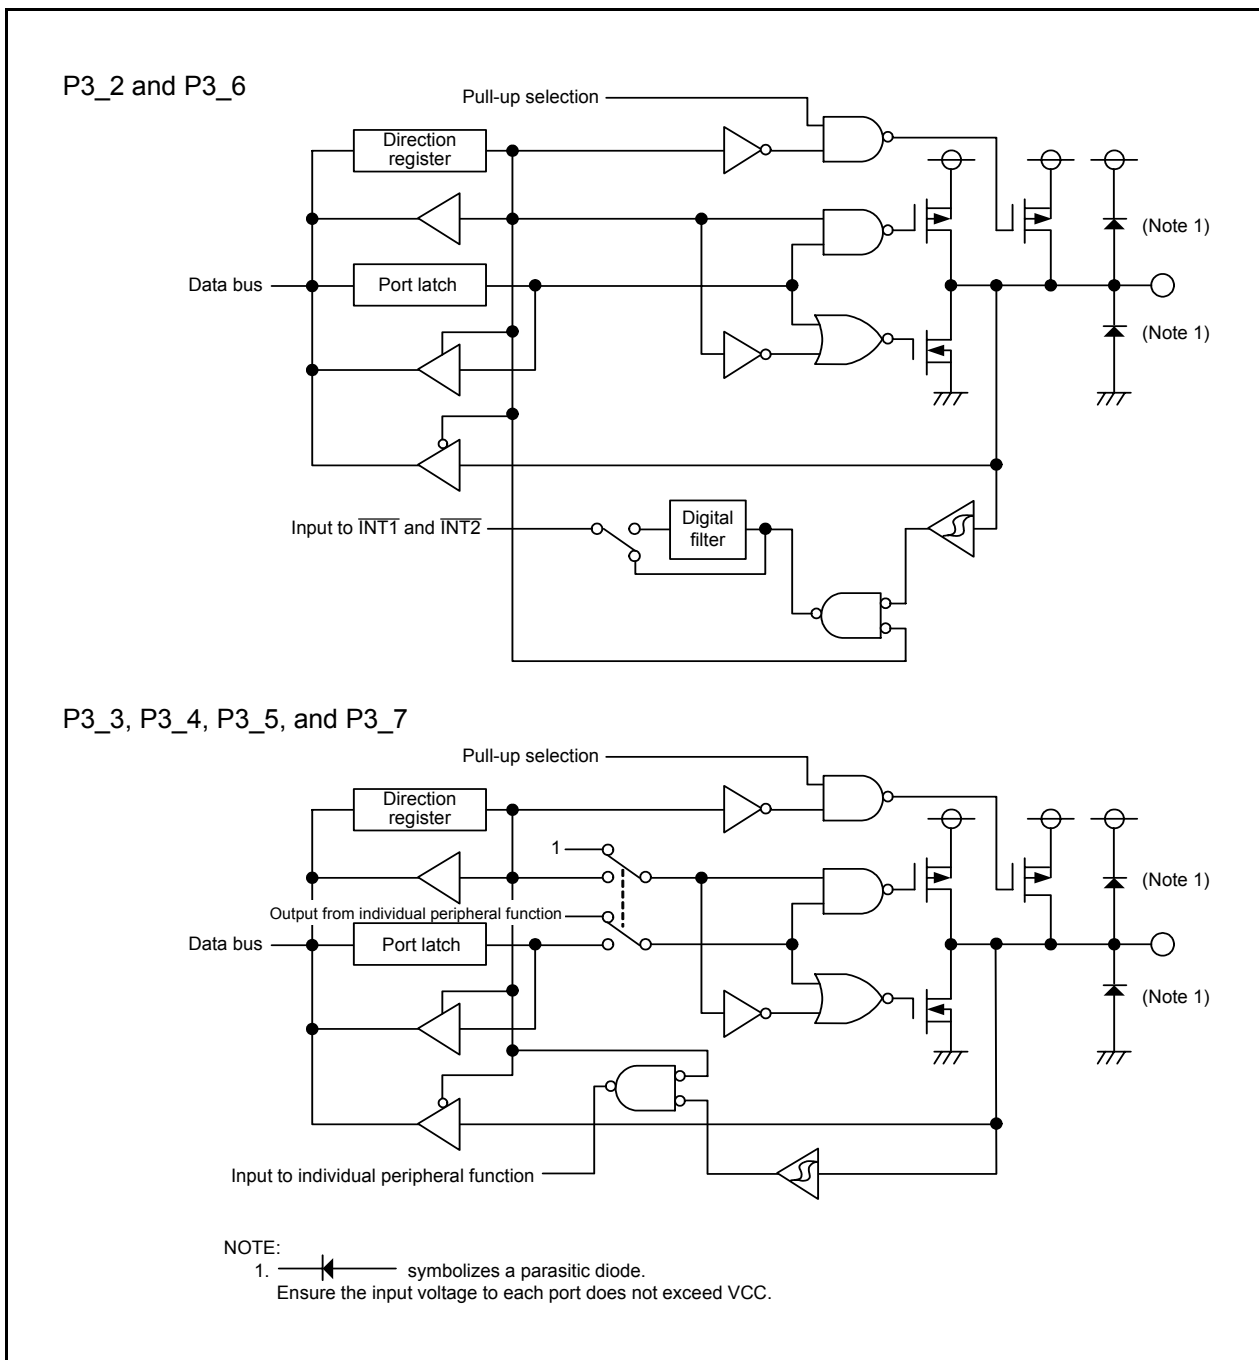 P3_2 and P3_6
Pull-up selection
Direction
register
(Note 1)
Data bus
Port latch
(Note 1)
Input to INT1 and INT2
Digital
filter
P3_3, P3_4, P3_5, and P3_7
Pull-up selection
Direction
register
1
(Note 1)
Output from individual peripheral function
Data bus
Port latch
(Note 1)
Input to individual peripheral function
NOTE:
1. symbolizes a parasitic diode.
Ensure the input voltage to each port does not exceed VCC.